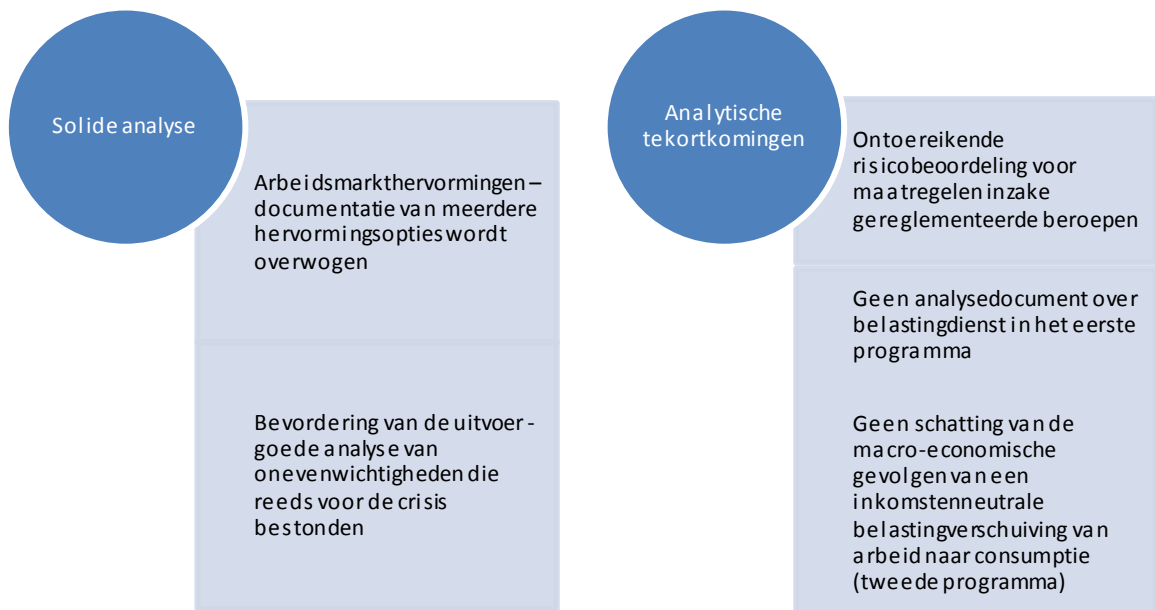 Solide analyse
Arbeidsmarkthervormingen –
documentatie van meerdere
hervormingsopties wordt
overwogen
Bevordering van de uitvoer -
goede analyse van
onevenwichtigheden die
reeds voor de crisis
bestonden
Analytische
tekortkomingen
Ontoereikende
risicobeoordeling voor
maatregelen inzake
gereglementeerde beroepen
Geen analysedocument over
belastingdienst in het eerste
programma
Geen schatting van de
macro-economische
gevolgen van een
inkomstenneutrale
belastingverschuiving van
arbeid naar consumptie
(tweede programma)